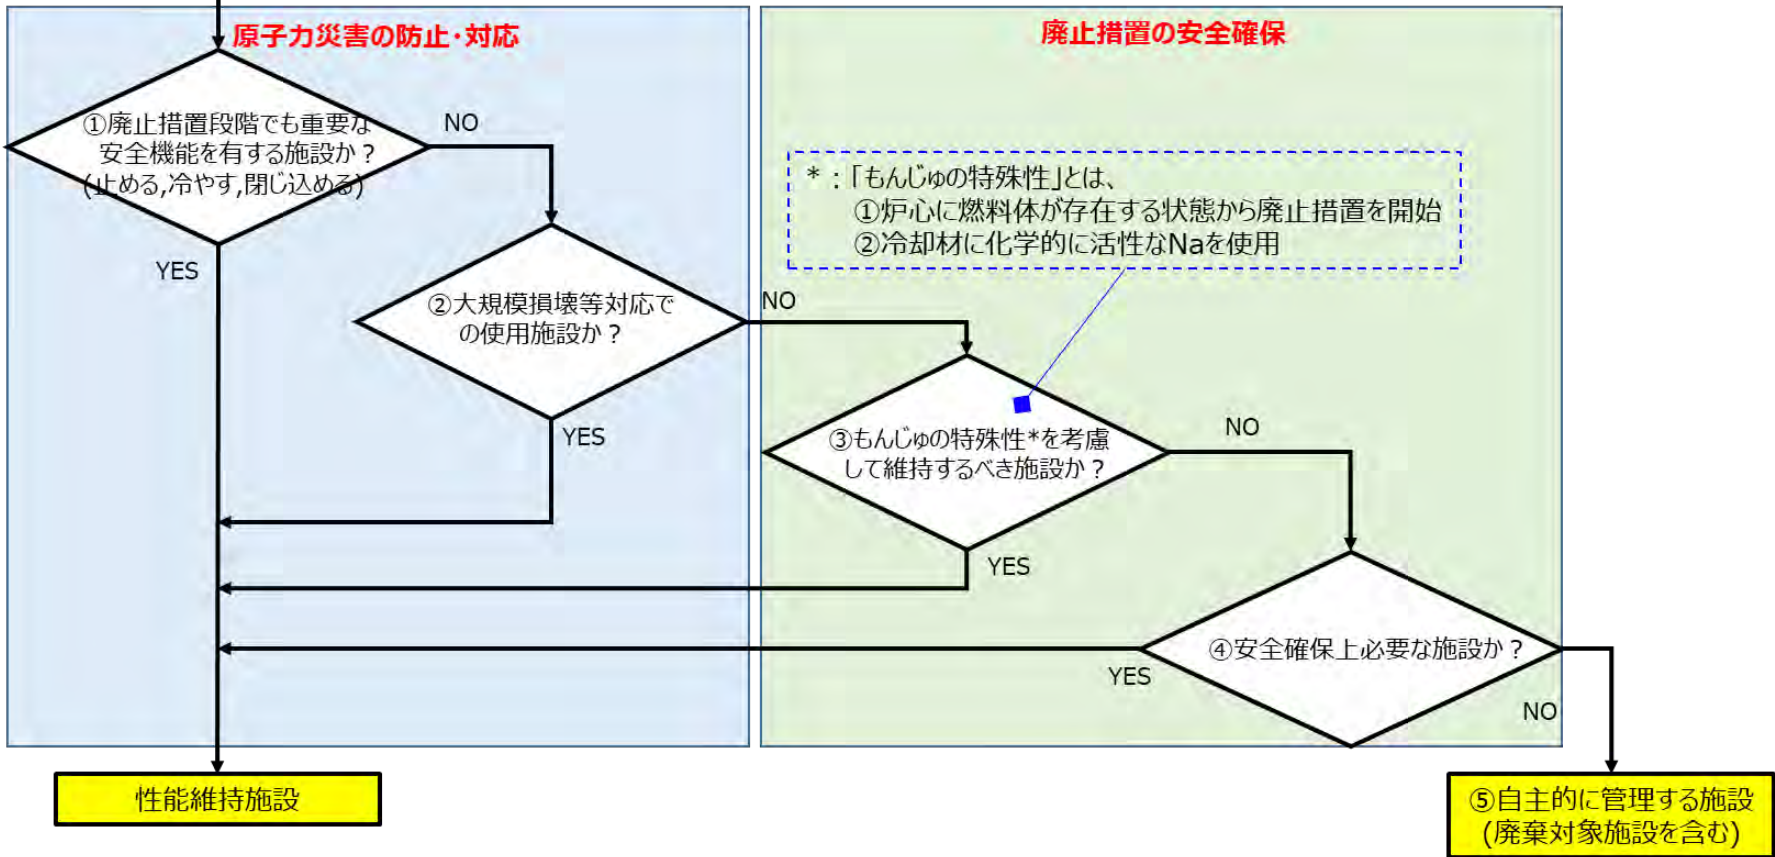 原子力災害の防止・対応
廃止措置の安全確保
①廃止措置段階でも重要な
安全機能を有する施設か？
(止める,冷やす,閉じ込める)
NO
YES
②大規模損壊等対応で
の使用施設か？
NO
YES
*：「もんじゅの特殊性」とは、
①炉心に燃料体が存在する状態から廃止措置を開始
②冷却材に化学的に活性なNaを使用
③もんじゅの特殊性*を考慮
して維持するべき施設か？
NO
YES
④安全確保上必要な施設か？
YES
NO
性能維持施設
⑤自主的に管理する施設
(廃棄対象施設を含む)